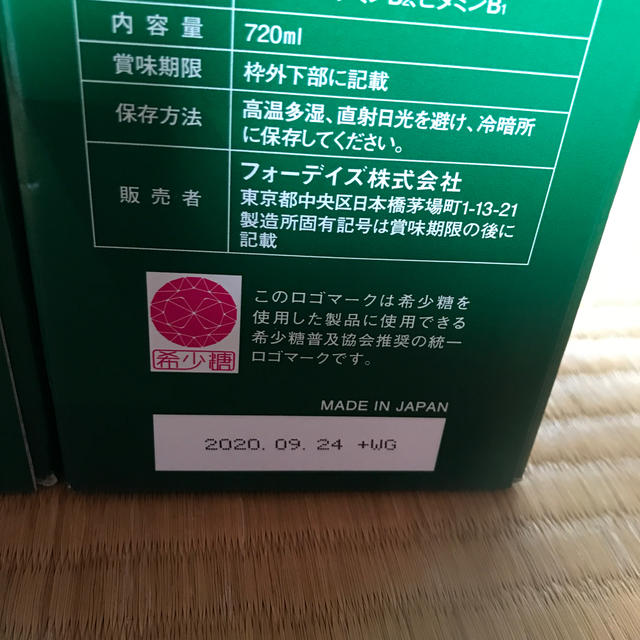 ビタミンB₁
内容量 720ml
賞味期限 枠外下部に記載
保存方法 高温多湿、直射日光を避け、冷暗所
に保存してください。
販売者 フォーデイズ株式会社
東京都中央区日本橋茅場町1-13-21
製造所固有記号は賞味期限の後に
記載
このロゴマークは希少糖を
使用した製品に使用できる
希少糖普及協会推奨の統一
ロゴマークです。
希少糖
MADE IN JAPAN
2020.09.24 +WG